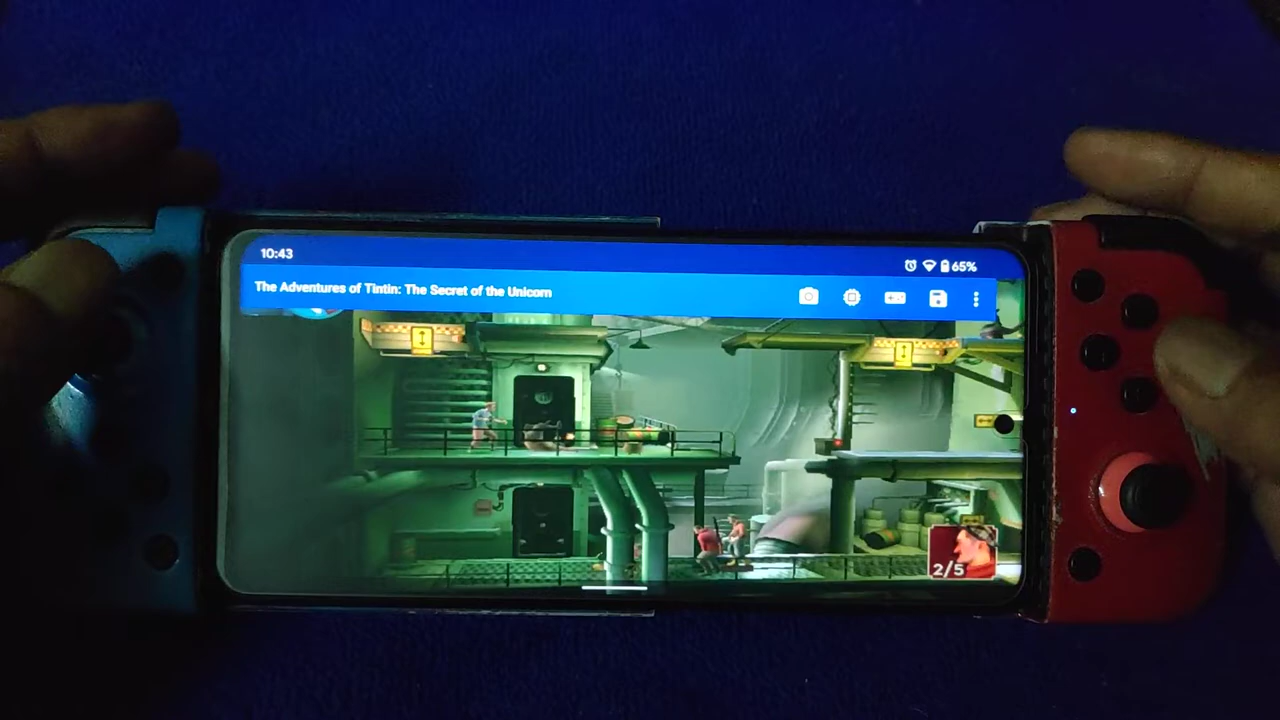 10:43
65%
The Adventures of Tintin: The Secret of the Unicorn
2/5